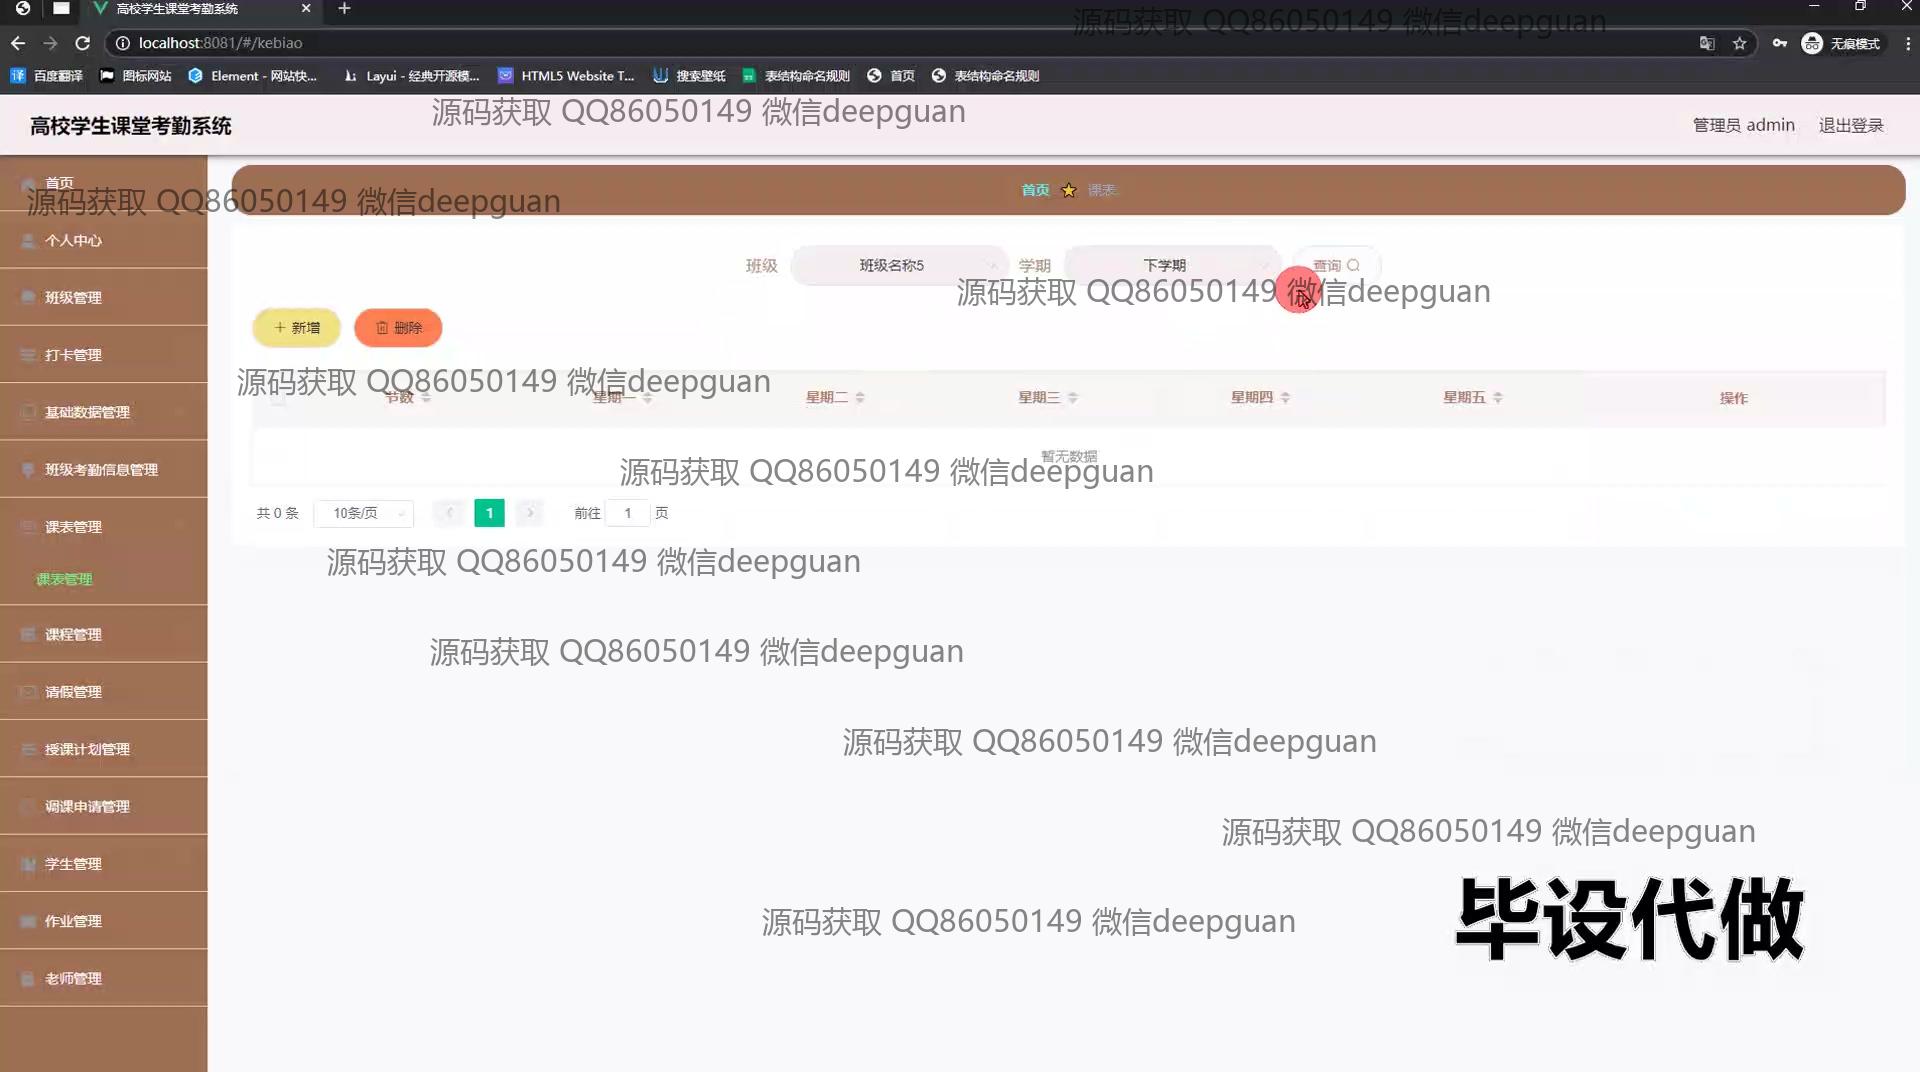 高校学生课堂考勤系统
源码获取 QQ86050149 微信deepguan
localhost:8081/#/kebiao
无痕模式
百度翻译 图标网站 Element - 网站快... Layui - 经典开源模... HTML5 Website T... 搜索壁纸 表结构命名规则 首页 表结构命名规则
源码获取 QQ86050149 微信deepguan
高校学生课堂考勤系统
管理员 admin 退出登录
首页
源码获取 QQ86050149 微信deepguan
首页 课表
个人中心
班级 班级名称5 学期 下学期 查询
源码获取 QQ86050149 微信deepguan
班级管理
新增 删除
打卡管理
源码获取 QQ86050149 微信deepguan
节数 星期一 星期二 星期三 星期四 星期五 操作
基础数据管理
暂无数据
源码获取 QQ86050149 微信deepguan
班级考勤信息管理
共 0 条 10条/页 1 前往 1 页
课表管理
源码获取 QQ86050149 微信deepguan
课表管理
课程管理
源码获取 QQ86050149 微信deepguan
请假管理
授课计划管理
源码获取 QQ86050149 微信deepguan
调课申请管理
源码获取 QQ86050149 微信deepguan
学生管理
作业管理
源码获取 QQ86050149 微信deepguan
毕设代做
老师管理